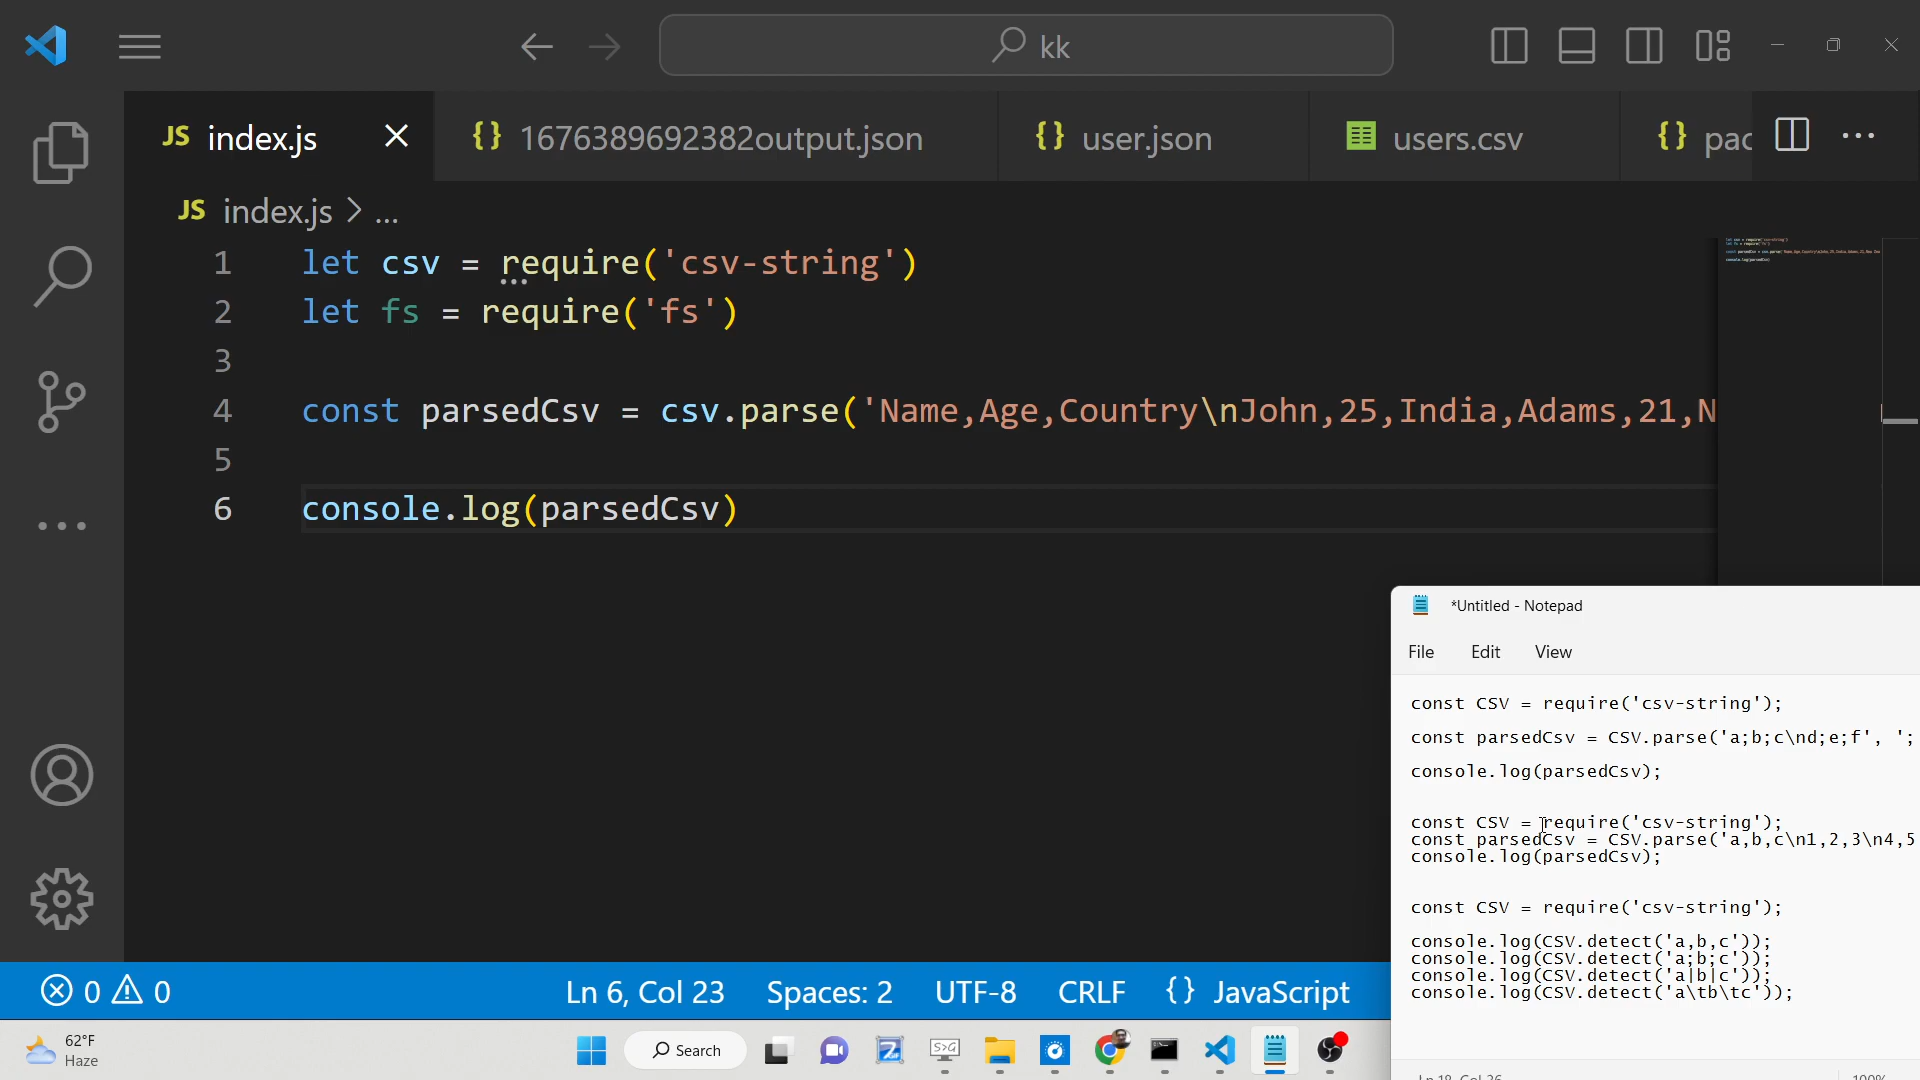 kk
JS index.js
{} 1676389692382output.json
{} user.json
users.csv
{} pac
JS index.js > ...
1 let csv = require('csv-string')
2 let fs = require('fs')
3
4 const parsedCsv = csv.parse('Name,Age,Country\nJohn,25,India,Adams,21,N
5
6 console.log(parsedCsv)
*Untitled - Notepad
File Edit View
const CSV = require('csv-string');
const parsedCsv = CSV.parse('a;b;c\nd;e;f', ';
console.log(parsedCsv);
const CSV = require('csv-string');
const parsedCsv = CSV.parse('a,b,c\n1,2,3\n4,5
console.log(parsedCsv);
const CSV = require('csv-string');
console.log(CSV.detect('a,b,c'));
console.log(CSV.detect('a;b;c'));
console.log(CSV.detect('a|b|c'));
console.log(CSV.detect('a\tb\tc'));
0 0 Ln 6, Col 23 Spaces: 2 UTF-8 CRLF {} JavaScript
62°F
Haze
Search